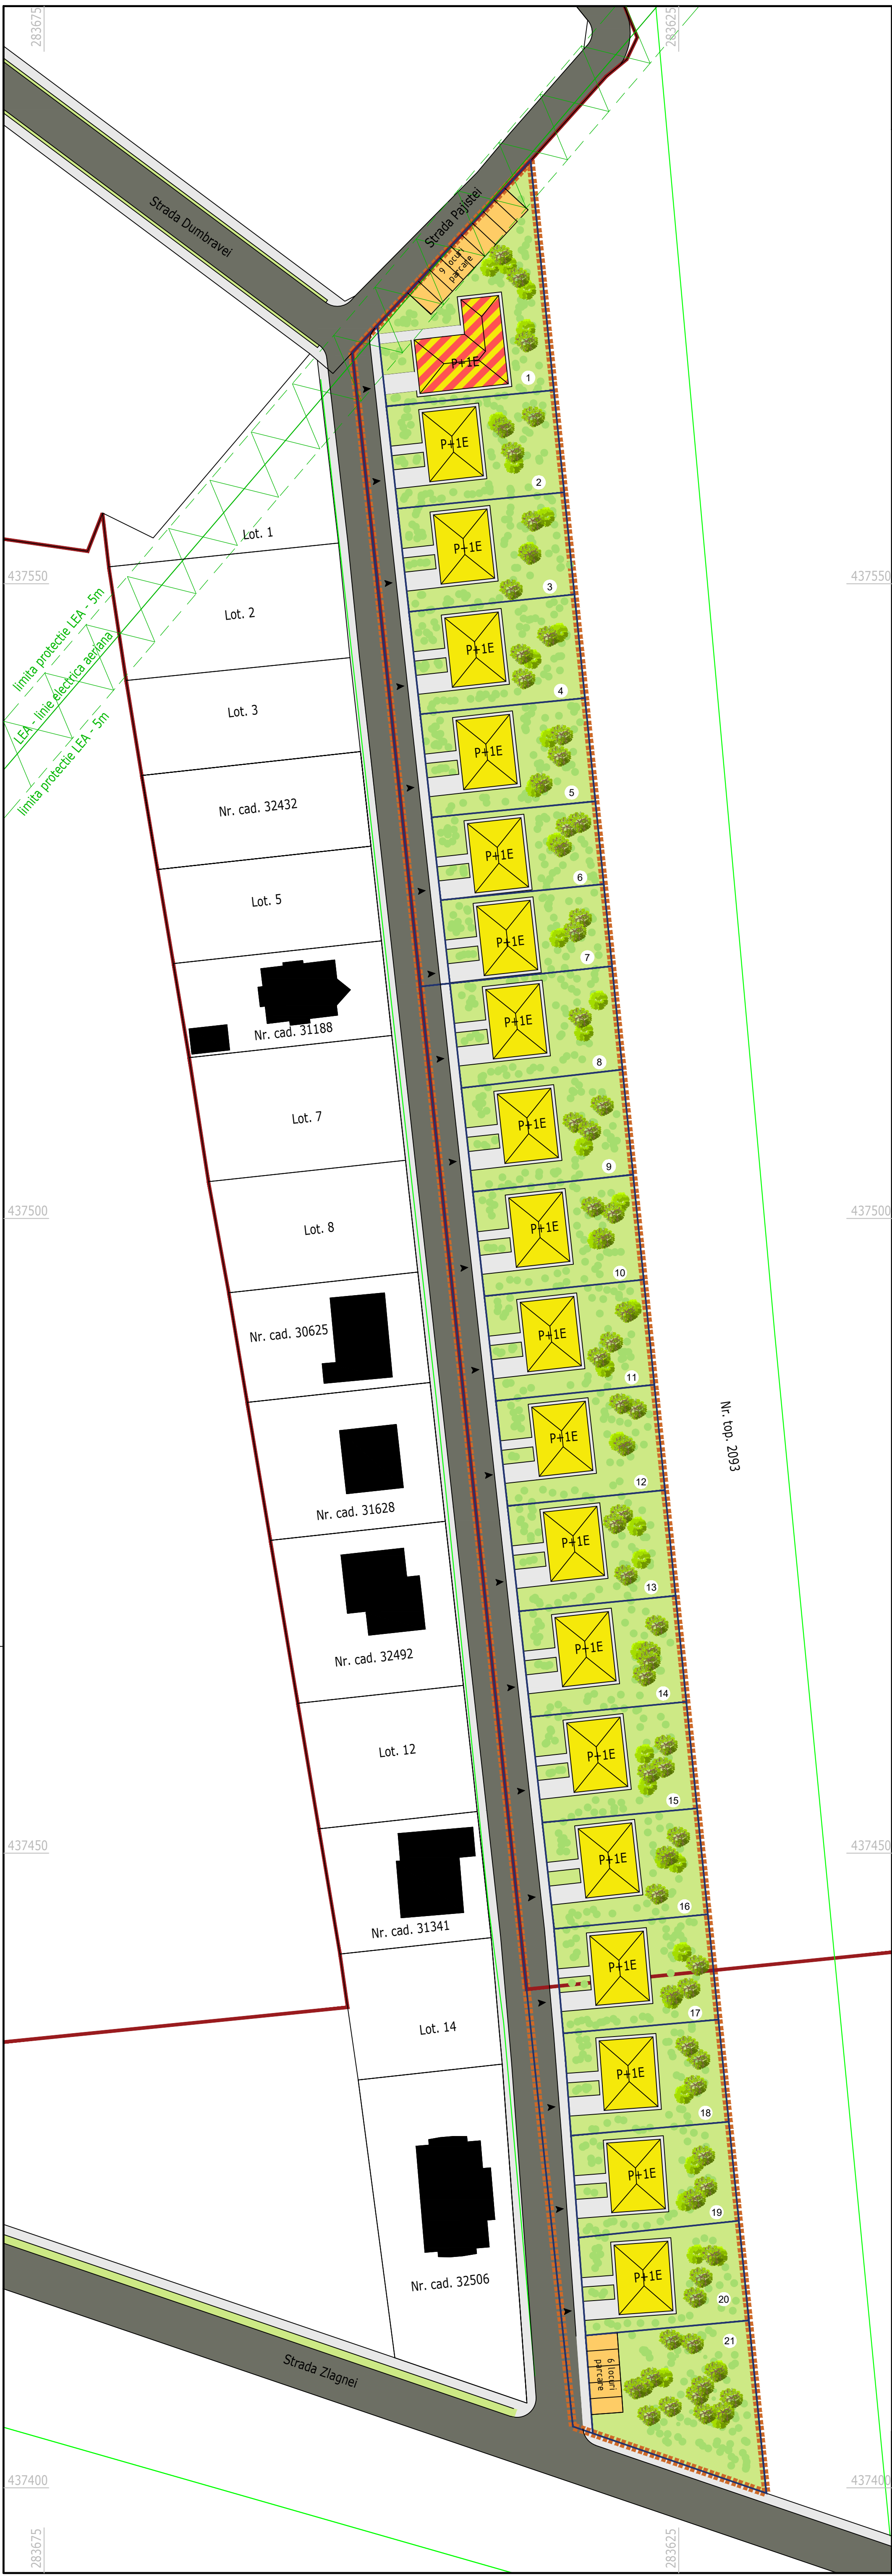 283675
283625
Strada Dumbravei
Strada Pajistei
9 locuri
parcare
P+1E
1
P+1E
2
Lot. 1
P+1E
3
437550
437550
limita protectie LEA - 5m
LEA - linie electrica aeriana
limita protectie LEA - 5m
Lot. 2
P+1E
4
Lot. 3
P+1E
5
Nr. cad. 32432
P+1E
6
Lot. 5
P+1E
7
Nr. cad. 31188
P+1E
8
Lot. 7
P+1E
9
437500
437500
Lot. 8
P+1E
10
Nr. cad. 30625
P+1E
11
Nr. top. 2093
P+1E
12
Nr. cad. 31628
P+1E
13
Nr. cad. 32492
P+1E
14
Lot. 12
P+1E
15
437450
437450
P+1E
16
Nr. cad. 31341
P+1E
17
Lot. 14
P+1E
18
P+1E
19
Nr. cad. 32506
P+1E
20
21
6 locuri
parcare
Strada Zlagnei
437400
437400
283675
283625